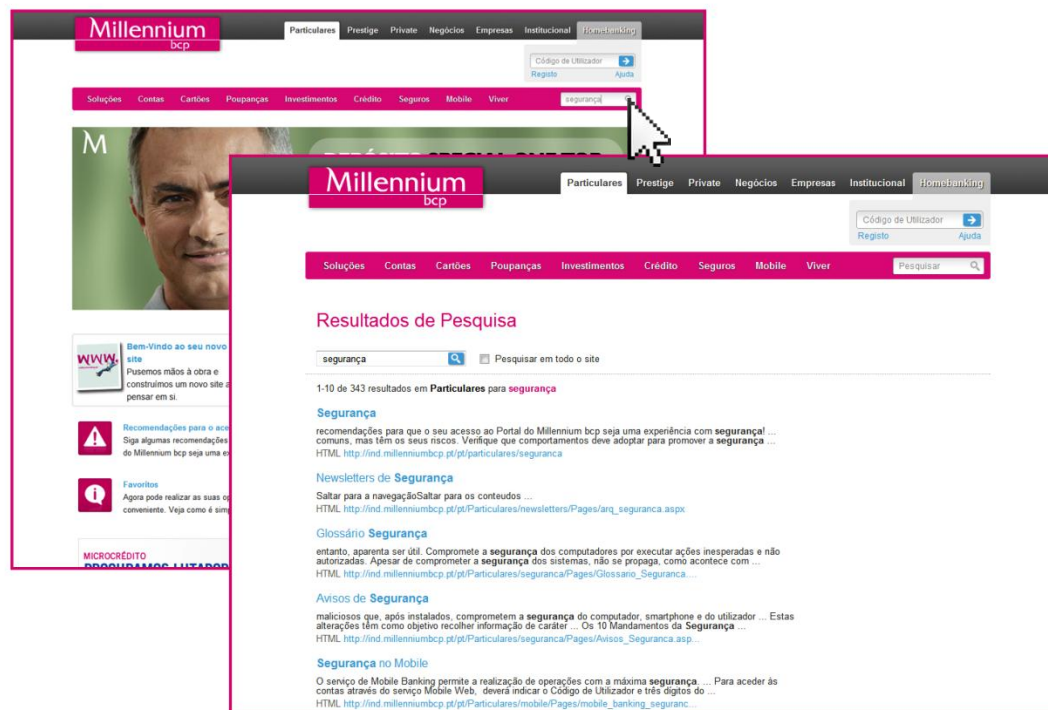 Millennium
bcp
Particulares Prestige Private Negócios Empresas Institucional Homebanking
Código de Utilizador
Registo Ajuda
Soluções Contas Cartões Poupanças Investimentos Crédito Seguros Mobile Viver segurança
M
Bem-Vindo ao seu novo
site
Pusemos mãos à obra e
construímos um novo site a
pensar em si.
Recomendações para o
Siga algumas recomendações
do Millennium bcp seja uma
Favoritos
Agora pode realizar as suas
conveniente. Veja como é
MICROCRÉDITO
Millennium
bcp
Particulares Prestige Private Negócios Empresas Institucional Homebanking
Código de Utilizador
Registo Ajuda
Soluções Contas Cartões Poupanças Investimentos Crédito Seguros Mobile Viver Pesquisar
Resultados de Pesquisa
segurança Pesquisar em todo o site
1-10 de 343 resultados em Particulares para segurança
Segurança
recomendações para que o seu acesso ao Portal do Millennium bcp seja uma experiência com segurança! ...
comuns, mas têm os seus riscos. Verifique que comportamentos deve adoptar para promover a segurança ...
HTML http://ind.millenniumbcp.pt/pt/particulares/seguranca
Newsletters de Segurança
Saltar para a navegaçãoSaltar para os conteudos ...
HTML http://ind.millenniumbcp.pt/pt/Particulares/newsletters/Pages/arq_seguranca.aspx
Glossário Segurança
entanto, aparenta ser útil. Compromete a segurança dos computadores por executar ações inesperadas e não
autorizadas. Apesar de comprometer a segurança dos sistemas, não se propaga, como acontece com ...
HTML http://ind.millenniumbcp.pt/pt/Particulares/seguranca/Pages/Glossario_Seguranca....
Avisos de Segurança
maliciosos que, após instalados, comprometem a segurança do computador, smartphone e do utilizador ... Estas
alterações têm como objetivo recolher informação de caráter ... Os 10 Mandamentos da Segurança ...
HTML http://ind.millenniumbcp.pt/pt/Particulares/seguranca/Pages/Avisos_Seguranca.asp...
Segurança no Mobile
O serviço de Mobile Banking permite a realização de operações com a máxima segurança. ... Para aceder às
contas através do serviço Mobile Web, deverá indicar o Código de Utilizador e três dígitos do ...
HTML http://ind.millenniumbcp.pt/pt/Particulares/mobile/Pages/mobile_banking_seguranc...